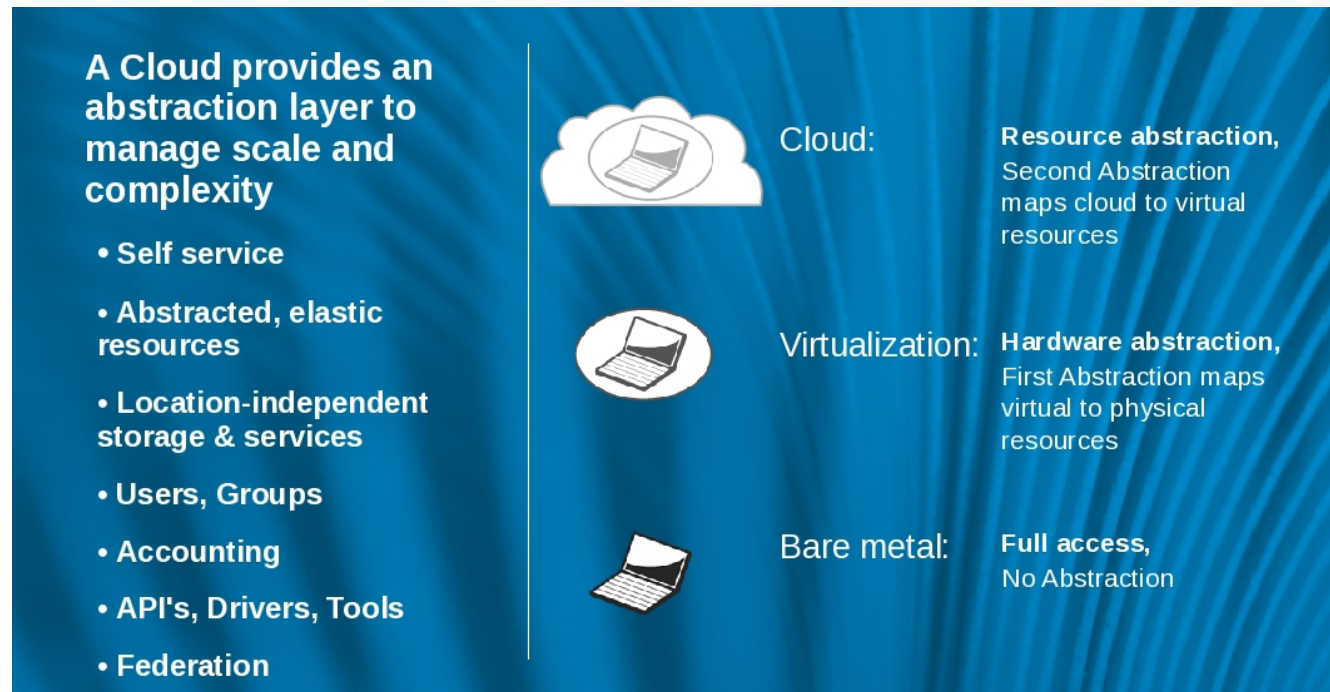 A Cloud provides an
abstraction layer to
manage scale and
complexity
• Self service
• Abstracted, elastic
resources
• Location-independent
storage & services
• Users, Groups
• Accounting
• API's, Drivers, Tools
• Federation
Cloud:
Resource abstraction,
Second Abstraction
maps cloud to virtual
resources
Virtualization:
Hardware abstraction,
First Abstraction maps
virtual to physical
resources
Bare metal:
Full access,
No Abstraction